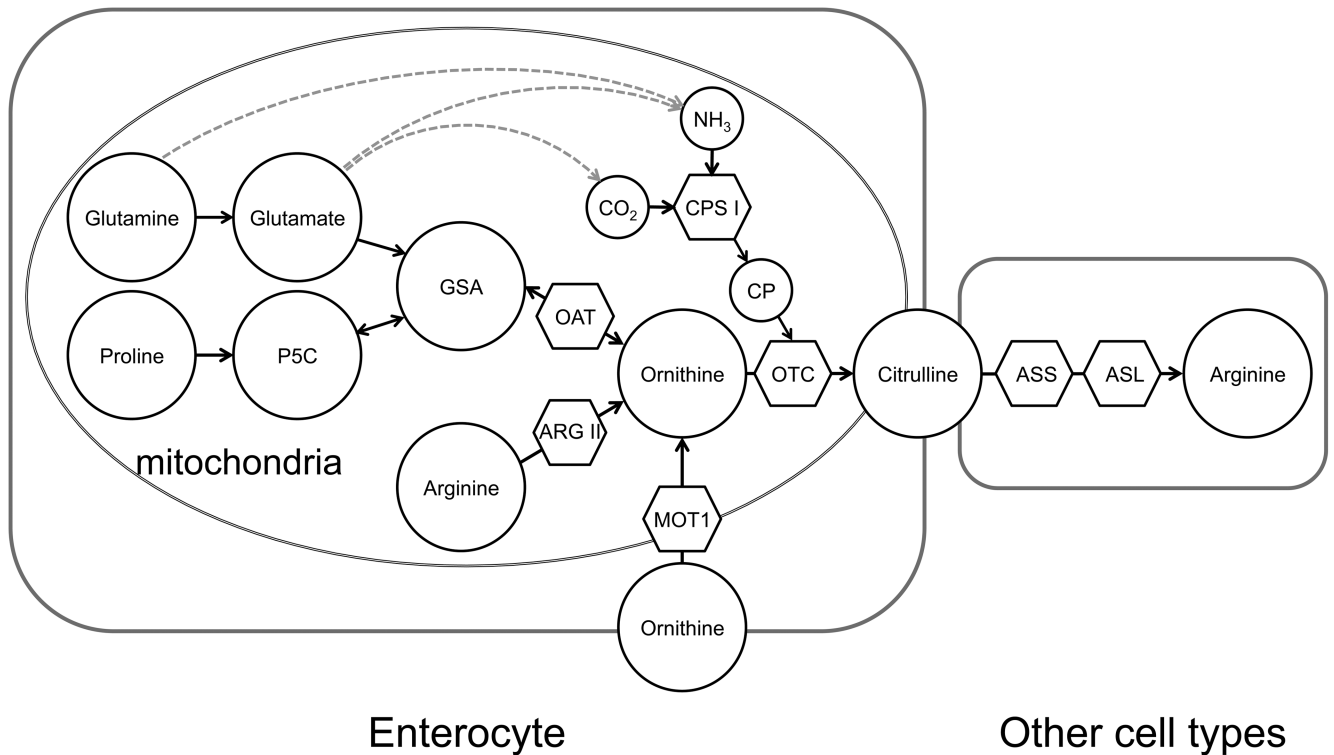 NH₃
Glutamine
Glutamate
CO₂
CPS I
GSA
CP
OAT
Proline
P5C
Ornithine
OTC
Citrulline
ASS
ASL
Arginine
ARG II
mitochondria
Arginine
MOT1
Ornithine
Enterocyte
Other cell types